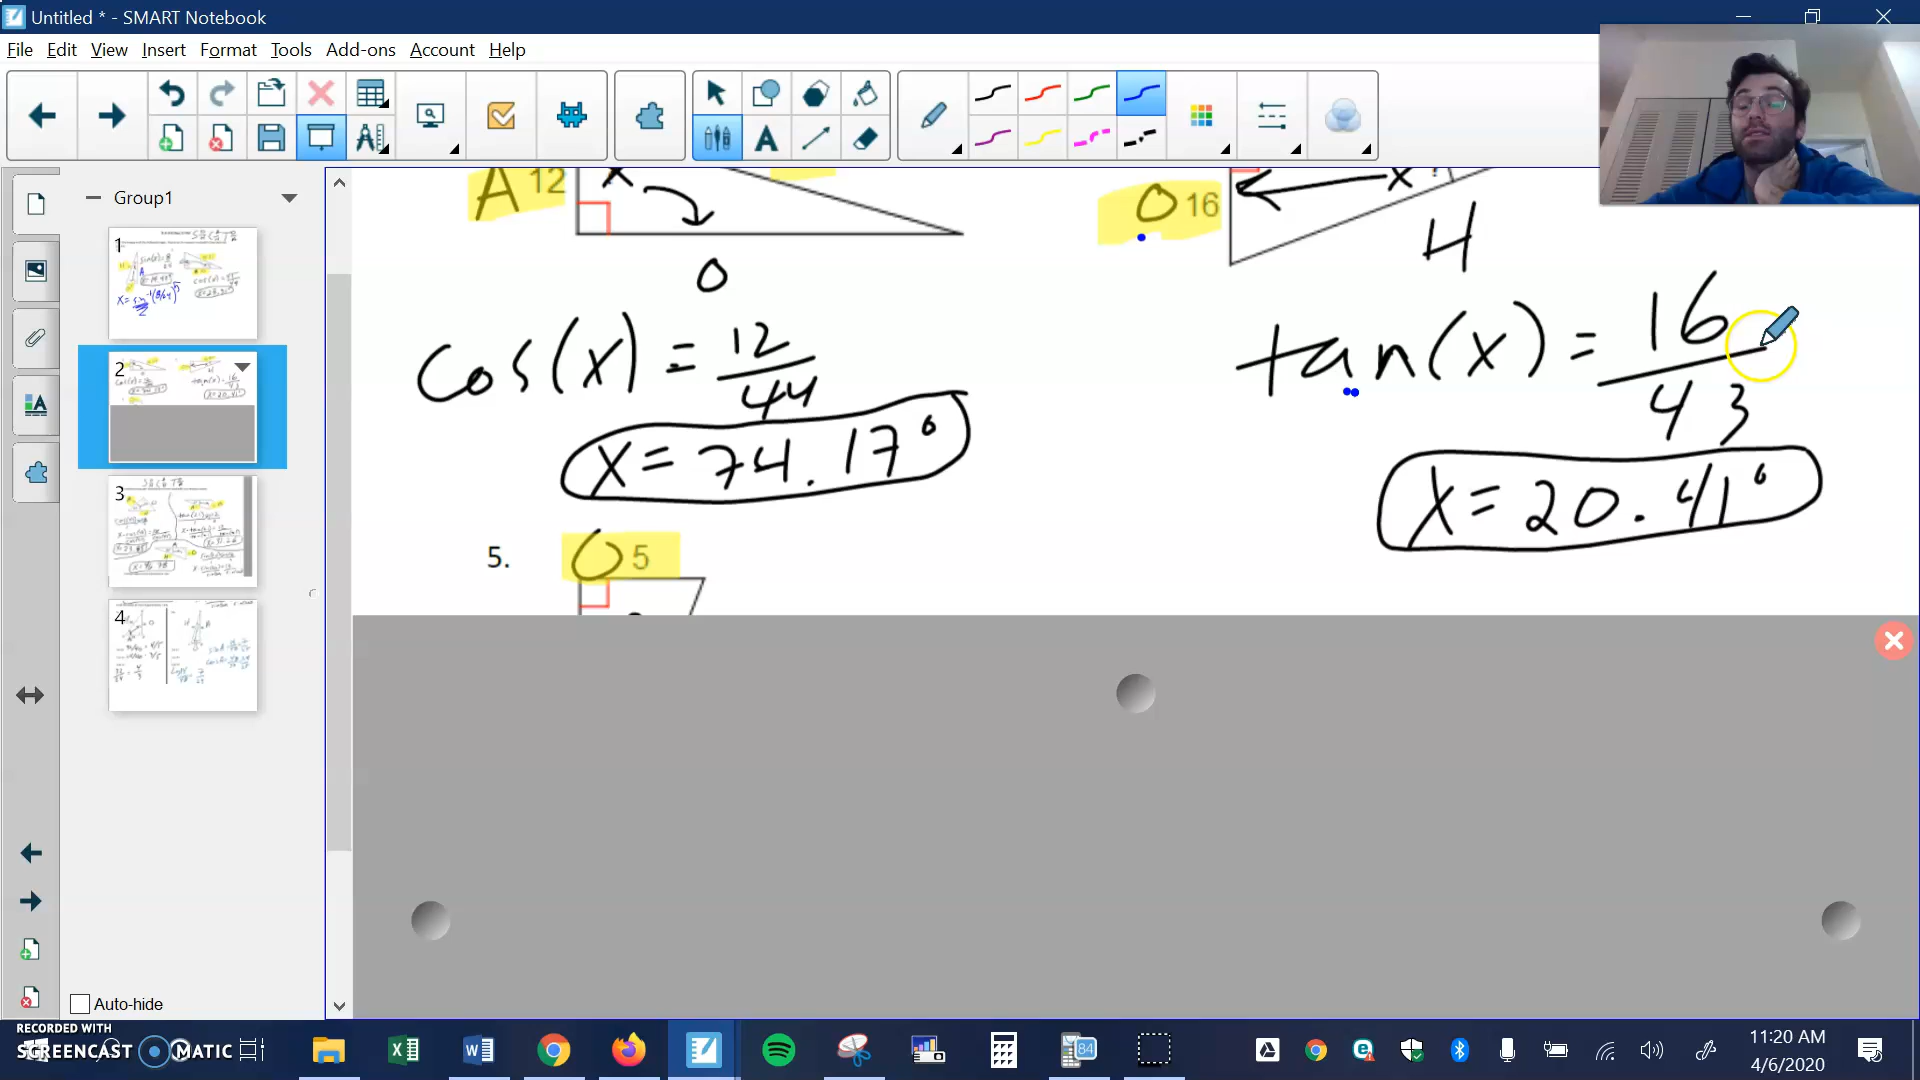 Untitled * - SMART Notebook
File Edit View Insert Format Tools Add-ons Account Help
Group1
1
2
3
4
Auto-hide
A 12
x
O
cos(x) = 12/44
x = 74.17°
O 16
x ?
H
tan(x) = 16/43
x = 20.41°
5.
O 5
RECORDED WITH
SCREENCAST MATIC
84
11:20 AM
4/6/2020